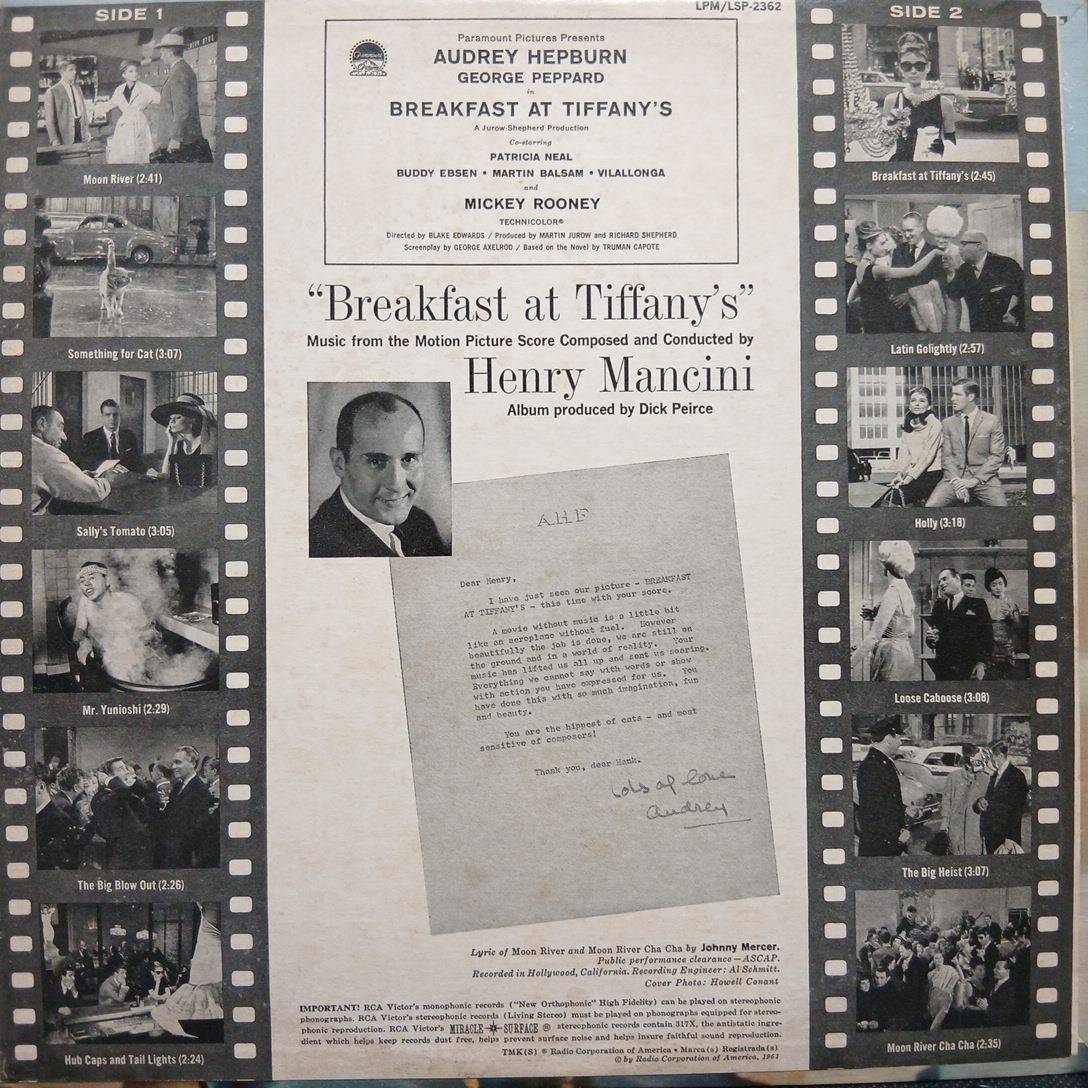 SIDE 1
Moon River (2:41)
Something for Cat (3:07)
Sally's Tomato (3:05)
Mr. Yunioshi (2:29)
The Big Blow Out (2:26)
Hub Caps and Tail Lights (2:24)
LPM/LSP-2362
Paramount Pictures Presents
AUDREY HEPBURN
GEORGE PEPPARD
in
BREAKFAST AT TIFFANY'S
A Jurow-Shepherd Production
Co-starring
PATRICIA NEAL
BUDDY EBSEN • MARTIN BALSAM • VILALLONGA
and
MICKEY ROONEY
TECHNICOLOR®
Directed by BLAKE EDWARDS / Produced by MARTIN JUROW and RICHARD SHEPHERD
Screenplay by GEORGE AXELROD / Based on the Novel by TRUMAN CAPOTE
“Breakfast at Tiffany's”
Music from the Motion Picture Score Composed and Conducted by
Henry Mancini
Album produced by Dick Peirce
AHF
Dear Henry,
I have just seen our picture - BREAKFAST
AT TIFFANY'S - this time with your score.
A movie without music is a little bit
like an aeroplane without fuel. However
beautifully the job is done, we are still on
the ground and in a world of reality. Your
music has lifted us all up and sent us soaring.
Everything we cannot say with words or show
with action you have expressed for us. You
have done this with so much imagination, fun
and beauty.
You are the hippest of cats - and most
sensitive of composers!
Thank you, dear Hank.
Lots of love
Audrey
Lyric of Moon River and Moon River Cha Cha by Johnny Mercer.
Public performance clearance—ASCAP.
Recorded in Hollywood, California. Recording Engineer: Al Schmitt.
Cover Photo: Howell Conant
IMPORTANT! RCA Victor's monophonic records (“New Orthophonic” High Fidelity) can be played on stereophonic
phonographs. RCA Victor's stereophonic records (Living Stereo) must be played on phonographs equipped for stereo-
phonic reproduction. RCA Victor's MIRACLE SURFACE ® stereophonic records contain 317X, the antistatic ingre-
dient which helps keep records dust free, helps prevent surface noise and helps insure faithful sound reproduction.
TMK(S) ® Radio Corporation of America • Marca(s) Registrada(s)
© by Radio Corporation of America, 1961
SIDE 2
Breakfast at Tiffany's (2:45)
Latin Golightly (2:57)
Holly (3:18)
Loose Caboose (3:08)
The Big Heist (3:07)
Moon River Cha Cha (2:35)